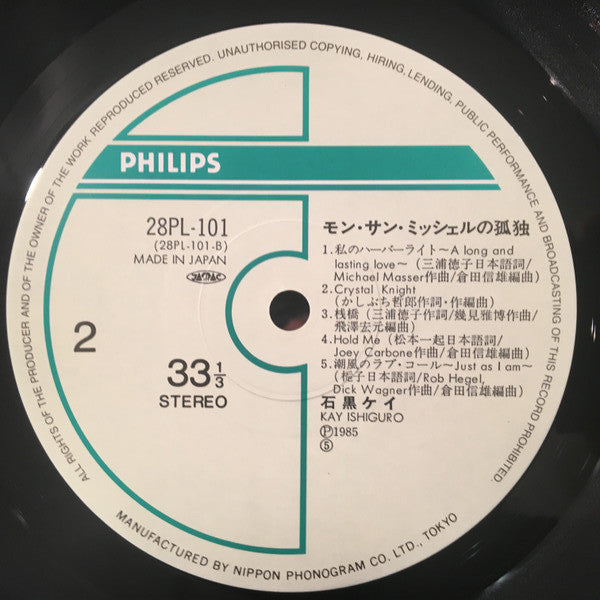 ALL RIGHTS OF THE PRODUCER AND OF THE OWNER OF THE WORK REPRODUCED RESERVED. UNAUTHORISED COPYING, HIRING, LENDING, PUBLIC PERFORMANCE AND BROADCASTING OF THIS RECORD PROHIBITED.
PHILIPS
28PL-101
(28PL-101-B)
MADE IN JAPAN
JASRAC
2
33 1/3
STEREO
モン・サン・ミッシェルの孤独
1.私のハーバーライト〜A long and
lasting love〜(三浦徳子日本語詞/
Michael Masser作曲/倉田信雄編曲)
2.Crystal Knight
(かしぶち哲郎作詞・作編曲)
3.桟橋(三浦徳子作詞/幾見雅博作曲/
飛澤宏元編曲)
4.Hold Me(松本一起日本語詞/
Joey Carbone作曲/倉田信雄編曲)
5.潮風のラブ・コール〜Just as I am〜
(梃子日本語詞/Rob Hegel,
Dick Wagner作曲/倉田信雄編曲)
石黒ケイ
KAY ISHIGURO
Ⓟ1985
⑤
MANUFACTURED BY NIPPON PHONOGRAM CO. LTD., TOKYO